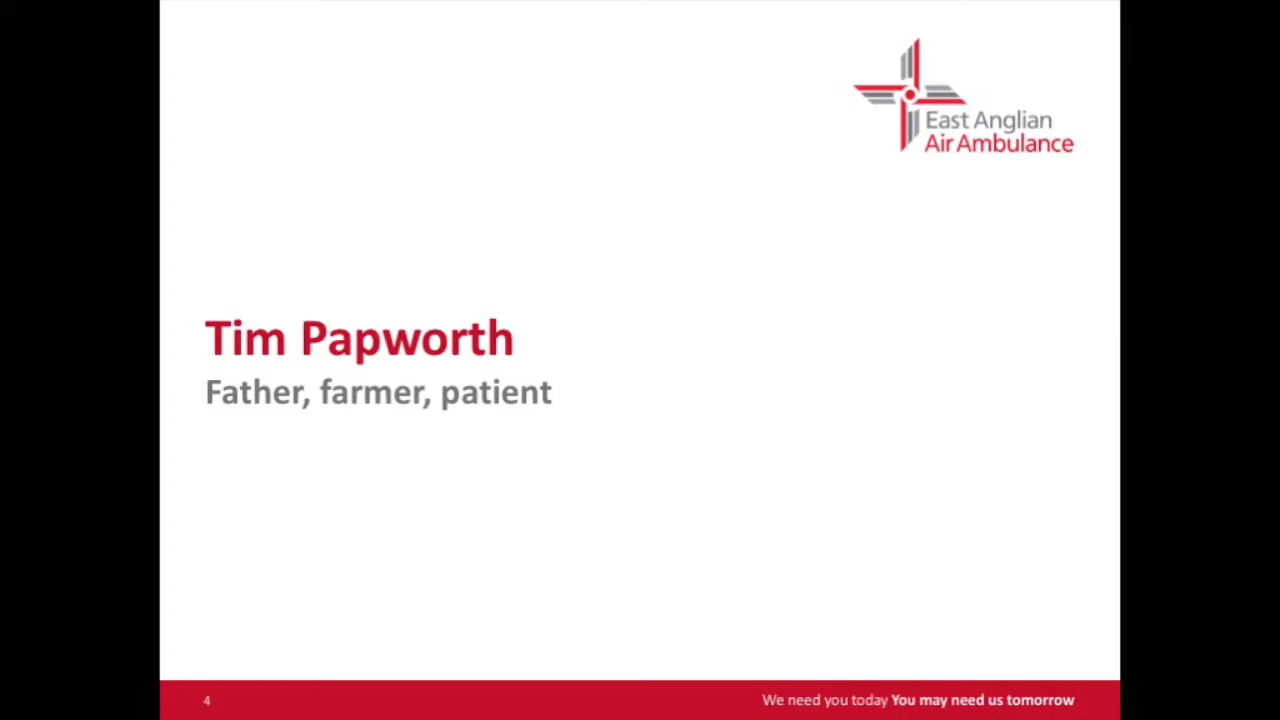 East Anglian
Air Ambulance
Tim Papworth
Father, farmer, patient
4
We need you today You may need us tomorrow